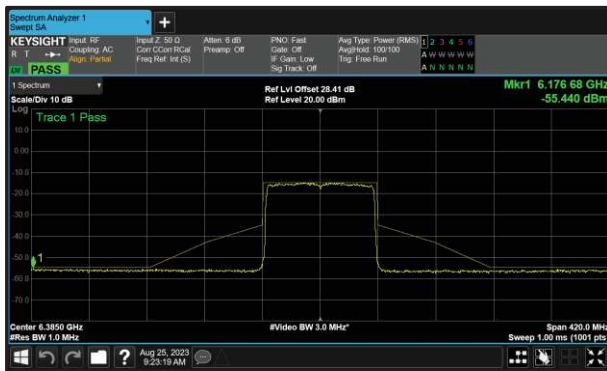 Spectrum Analyzer 1
Swept SA
+
KEYSIGHT Input: RF Input Z: 50 Ω Atten: 6 dB PNO: Fast Avg Type: Power (RMS) 1 2 3 4 5 6
R T Coupling: AC Corr CCorr RCal Preamp: Off Gate: Off Avg|Hold: 100/100 A W W W W W
Align: Partial Freq Ref: Int (S) IF Gain: Low Trig: Free Run
PASS Sig Track: Off A N N N N N
1 Spectrum Ref Lvl Offset 28.41 dB Mkr1 6.176 68 GHz
Scale/Div 10 dB Ref Level 20.00 dBm -55.440 dBm
Log
Trace 1 Pass
10.0
0.00
-10.0
-20.0
-30.0
-40.0
-50.0
1
-60.0
-70.0
Center 6.3850 GHz #Video BW 3.0 MHz* Span 420.0 MHz
#Res BW 1.0 MHz Sweep 1.00 ms (1001 pts)
? Aug 25, 2023
9:23:19 AM